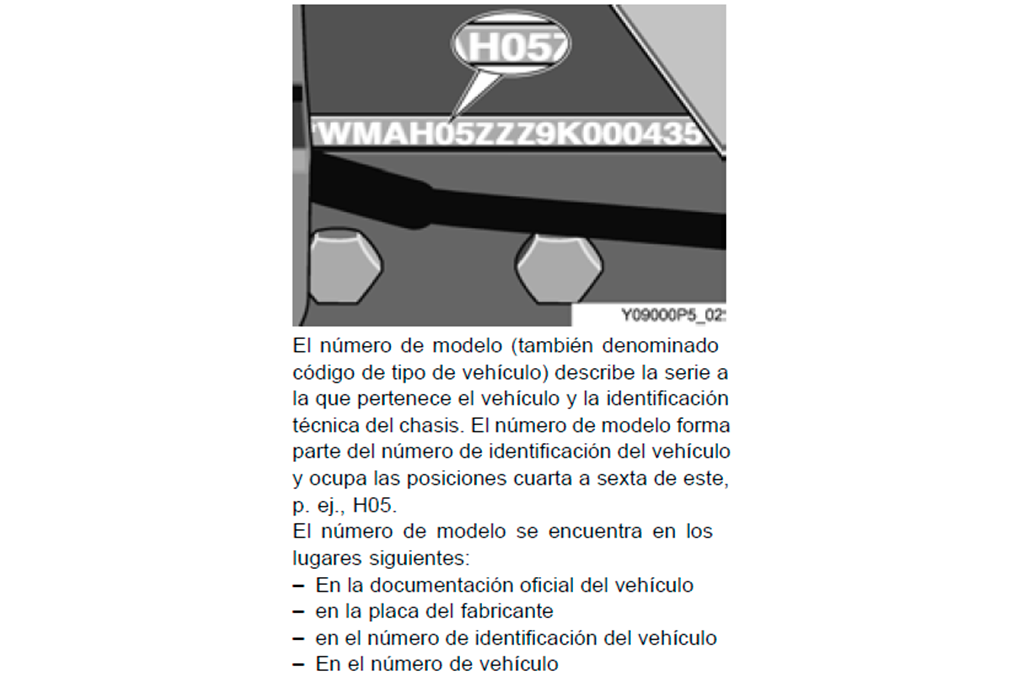 H05
WMAH05ZZZ9K000435
Y09000P5_02
El número de modelo (también denominado
código de tipo de vehículo) describe la serie a
la que pertenece el vehículo y la identificación
técnica del chasis. El número de modelo forma
parte del número de identificación del vehículo
y ocupa las posiciones cuarta a sexta de este,
p. ej., H05.
El número de modelo se encuentra en los
lugares siguientes:
– En la documentación oficial del vehículo
– en la placa del fabricante
– en el número de identificación del vehículo
– En el número de vehículo